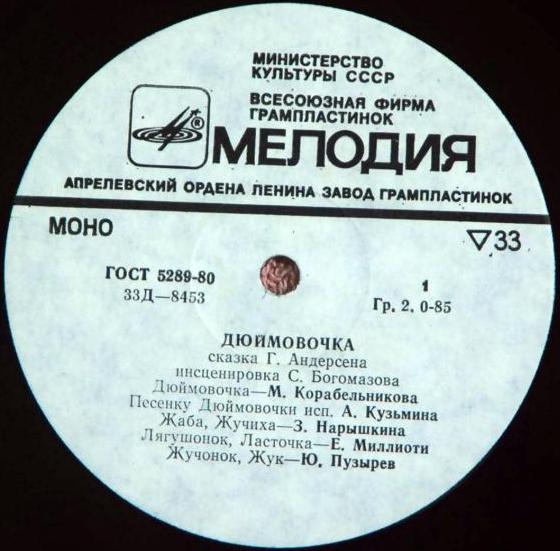 МИНИСТЕРСТВО
КУЛЬТУРЫ СССР
ВСЕСОЮЗНАЯ ФИРМА
ГРАМПЛАСТИНОК
®
МЕЛОДИЯ
АПРЕЛЕВСКИЙ ОРДЕНА ЛЕНИНА ЗАВОД ГРАМПЛАСТИНОК
МОНО
▽33
ГОСТ 5289-80
33Д—8453
1
Гр. 2. 0-85
ДЮЙМОВОЧКА
сказка Г. Андерсена
инсценировка С. Богомазова
Дюймовочка—М. Корабельникова
Песенку Дюймовочки исп. А. Кузьмина
Жаба, Жучиха—З. Нарышкина
Лягушонок, Ласточка—Е. Миллиоти
Жучонок, Жук—Ю. Пузырев